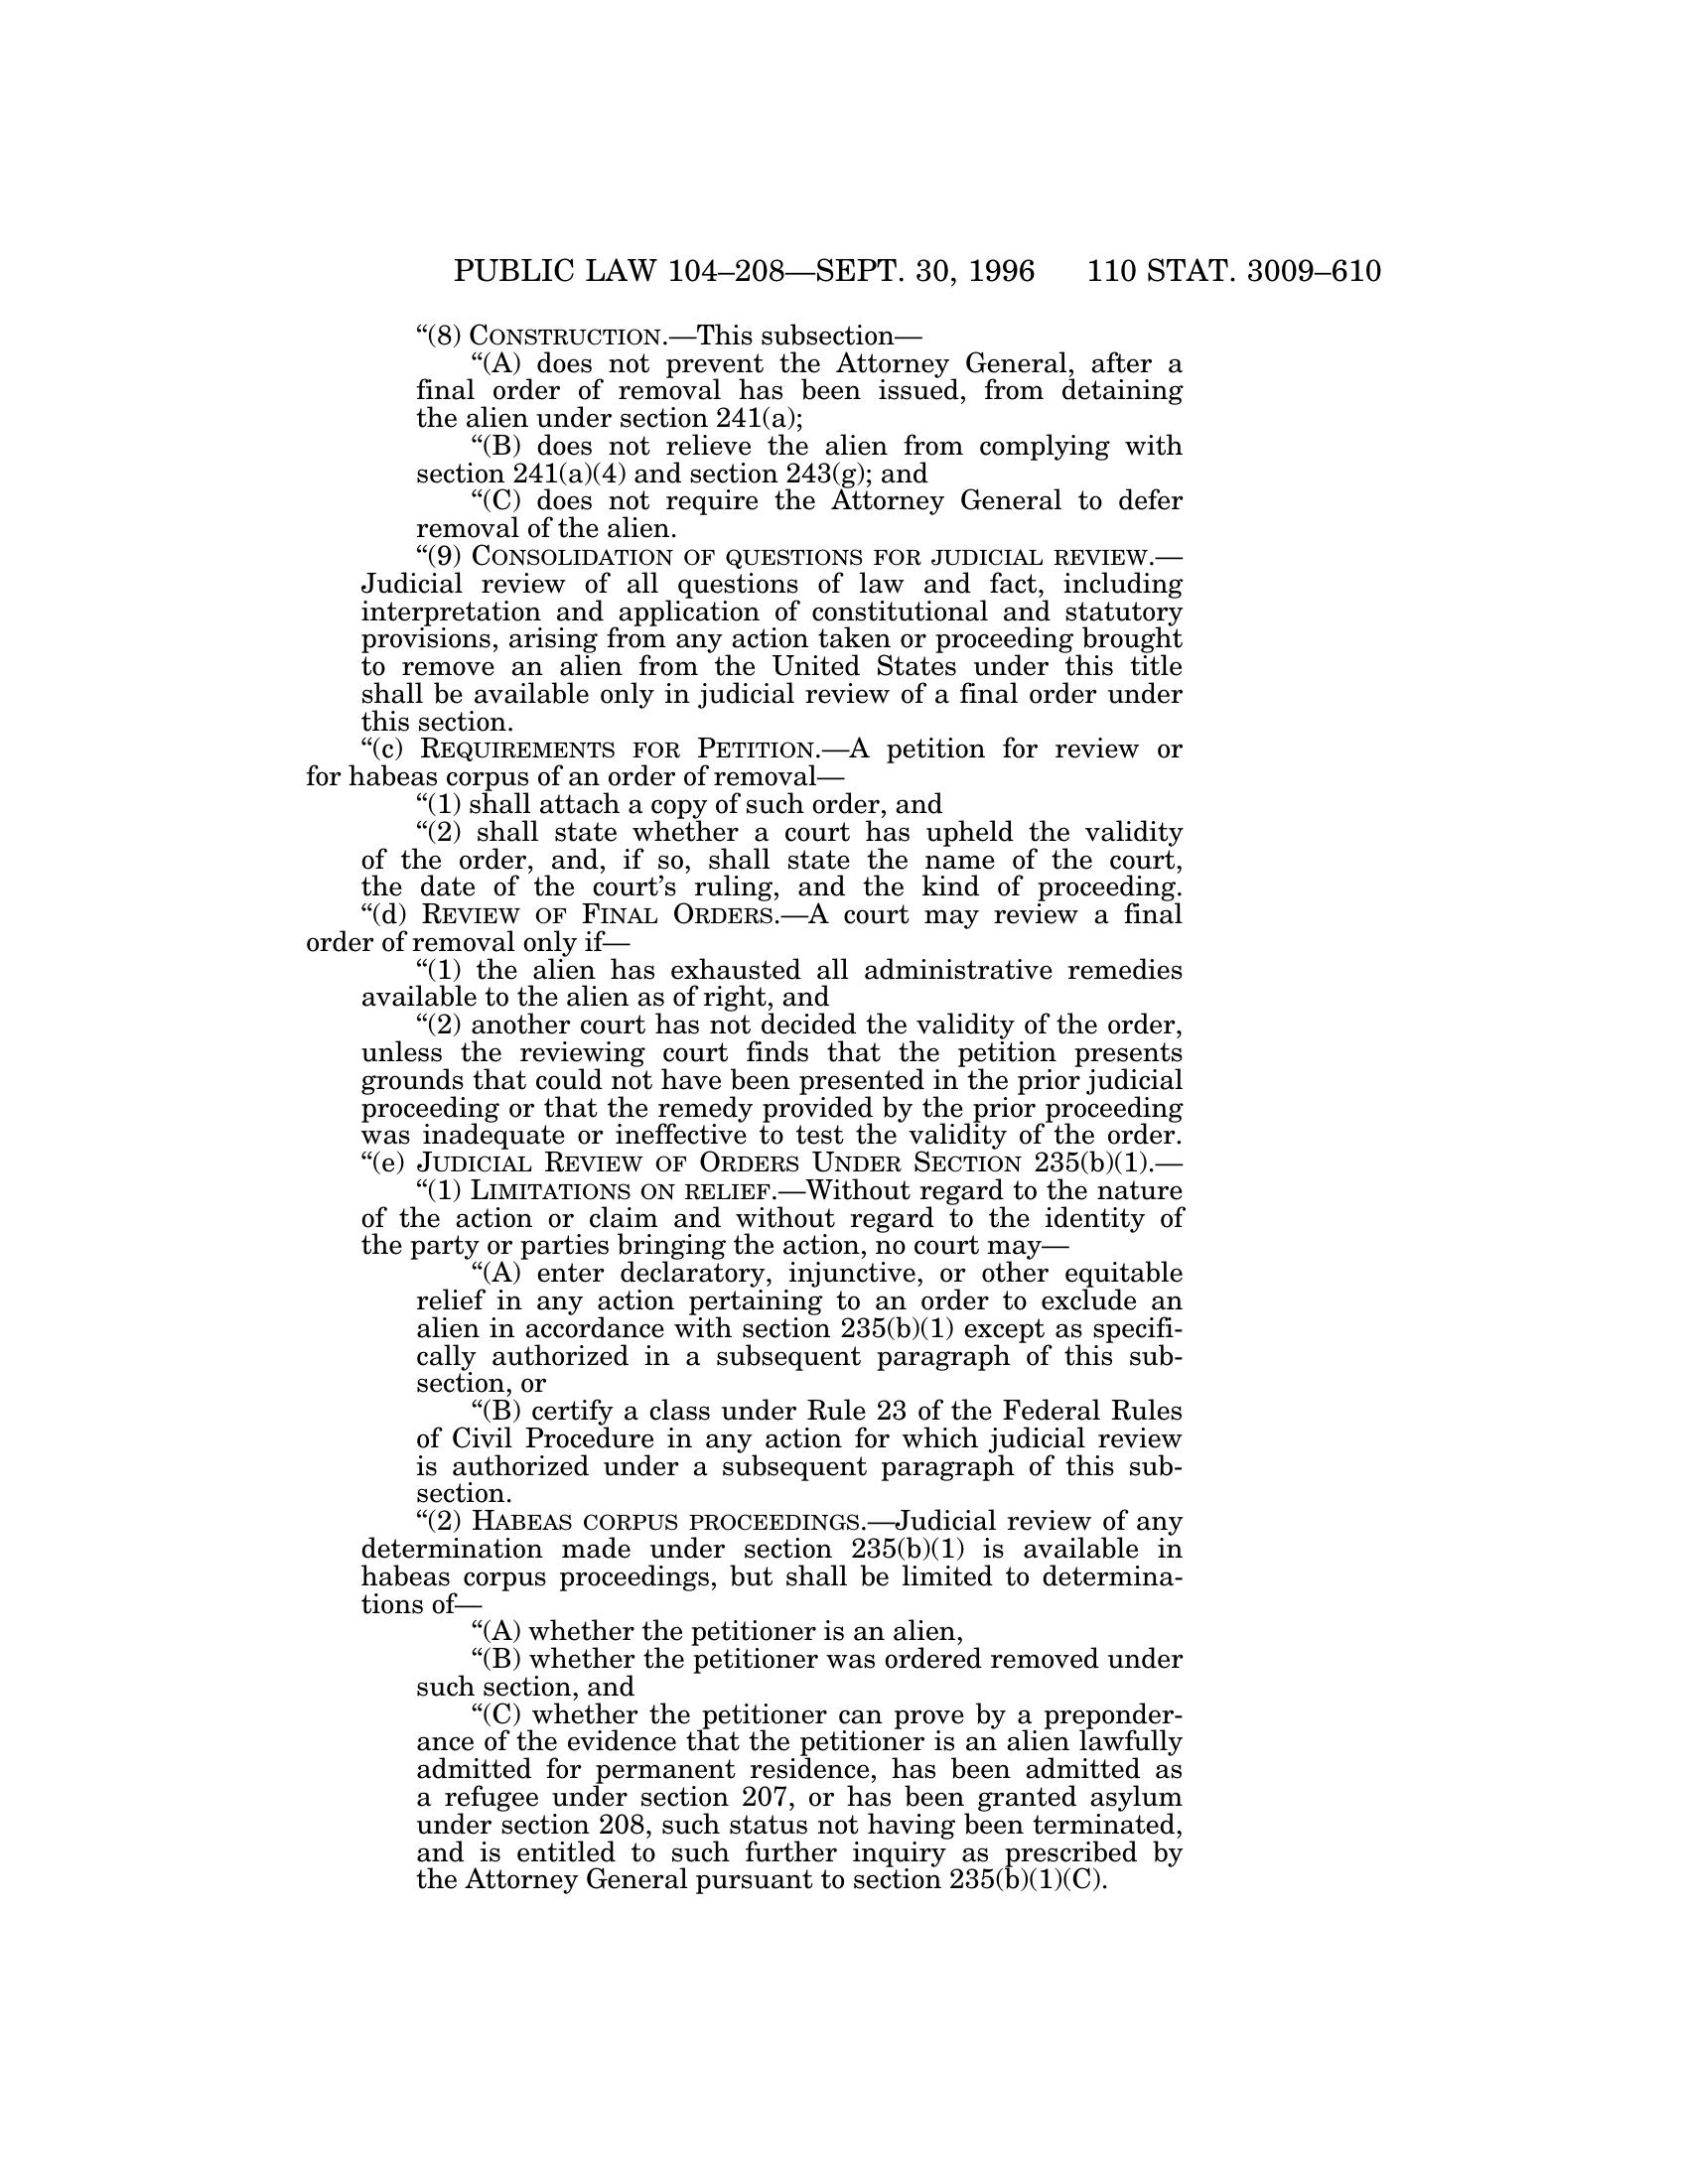 PUBLIC LAW 104–208—SEPT. 30, 1996 110 STAT. 3009–610
“(8) CONSTRUCTION.—This subsection—
“(A) does not prevent the Attorney General, after a
final order of removal has been issued, from detaining
the alien under section 241(a);
“(B) does not relieve the alien from complying with
section 241(a)(4) and section 243(g); and
“(C) does not require the Attorney General to defer
removal of the alien.
“(9) CONSOLIDATION OF QUESTIONS FOR JUDICIAL REVIEW.—
Judicial review of all questions of law and fact, including
interpretation and application of constitutional and statutory
provisions, arising from any action taken or proceeding brought
to remove an alien from the United States under this title
shall be available only in judicial review of a final order under
this section.
“(c) REQUIREMENTS FOR PETITION.—A petition for review or
for habeas corpus of an order of removal—
“(1) shall attach a copy of such order, and
“(2) shall state whether a court has upheld the validity
of the order, and, if so, shall state the name of the court,
the date of the court’s ruling, and the kind of proceeding.
“(d) REVIEW OF FINAL ORDERS.—A court may review a final
order of removal only if—
“(1) the alien has exhausted all administrative remedies
available to the alien as of right, and
“(2) another court has not decided the validity of the order,
unless the reviewing court finds that the petition presents
grounds that could not have been presented in the prior judicial
proceeding or that the remedy provided by the prior proceeding
was inadequate or ineffective to test the validity of the order.
“(e) JUDICIAL REVIEW OF ORDERS UNDER SECTION 235(b)(1).—
“(1) LIMITATIONS ON RELIEF.—Without regard to the nature
of the action or claim and without regard to the identity of
the party or parties bringing the action, no court may—
“(A) enter declaratory, injunctive, or other equitable
relief in any action pertaining to an order to exclude an
alien in accordance with section 235(b)(1) except as specifi-
cally authorized in a subsequent paragraph of this sub-
section, or
“(B) certify a class under Rule 23 of the Federal Rules
of Civil Procedure in any action for which judicial review
is authorized under a subsequent paragraph of this sub-
section.
“(2) HABEAS CORPUS PROCEEDINGS.—Judicial review of any
determination made under section 235(b)(1) is available in
habeas corpus proceedings, but shall be limited to determina-
tions of—
“(A) whether the petitioner is an alien,
“(B) whether the petitioner was ordered removed under
such section, and
“(C) whether the petitioner can prove by a preponder-
ance of the evidence that the petitioner is an alien lawfully
admitted for permanent residence, has been admitted as
a refugee under section 207, or has been granted asylum
under section 208, such status not having been terminated,
and is entitled to such further inquiry as prescribed by
the Attorney General pursuant to section 235(b)(1)(C).